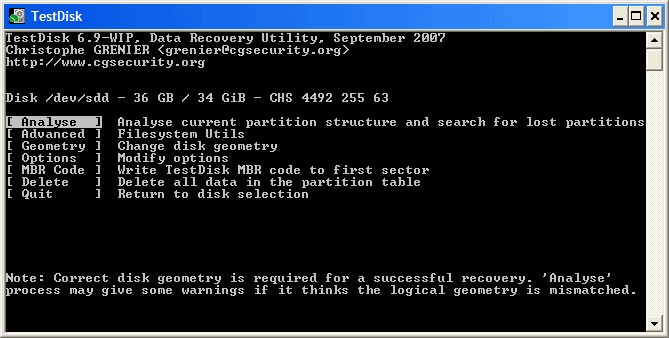 TestDisk
TestDisk 6.9-WIP, Data Recovery Utility, September 2007
Christophe GRENIER <grenier@cgsecurity.org>
http://www.cgsecurity.org
Disk /dev/sdd - 36 GB / 34 GiB - CHS 4492 255 63
[ Analyse  ]  Analyse current partition structure and search for lost partitions
[ Advanced ]  Filesystem Utils
[ Geometry ]  Change disk geometry
[ Options  ]  Modify options
[ MBR Code ]  Write TestDisk MBR code to first sector
[ Delete   ]  Delete all data in the partition table
[ Quit     ]  Return to disk selection
Note: Correct disk geometry is required for a successful recovery. 'Analyse'
process may give some warnings if it thinks the logical geometry is mismatched.